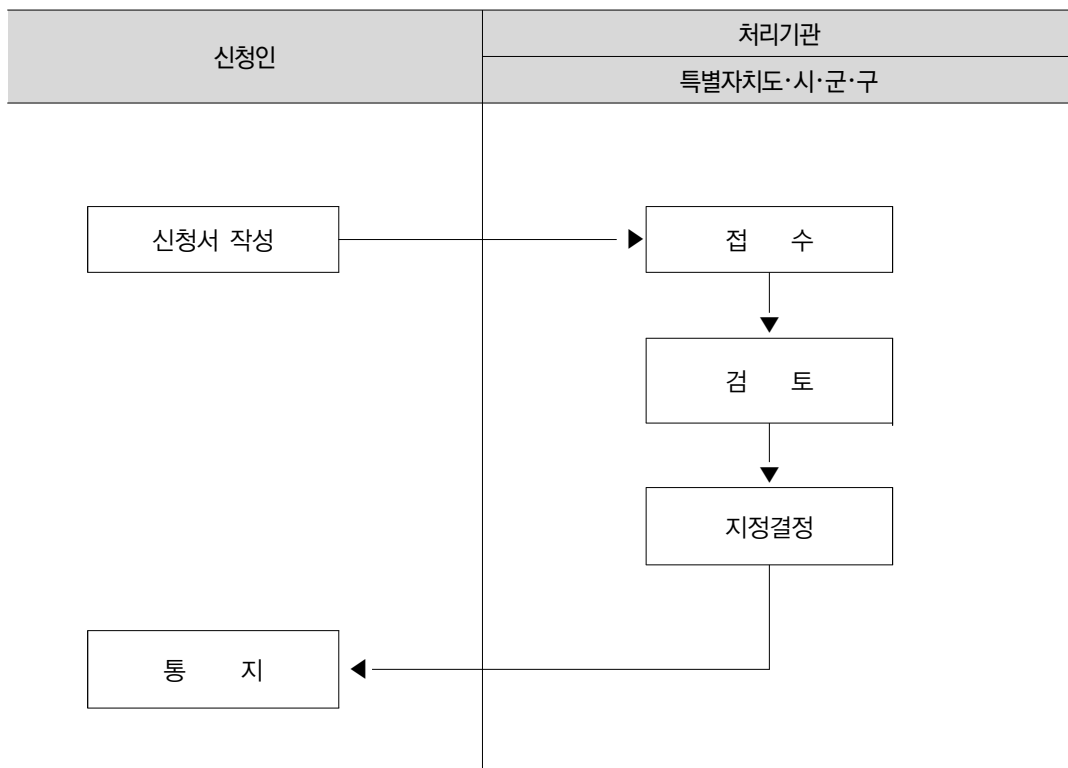 신청인
처리기관
특별자치도·시·군·구
신청서 작성
접 수
검 토
지정결정
통 지